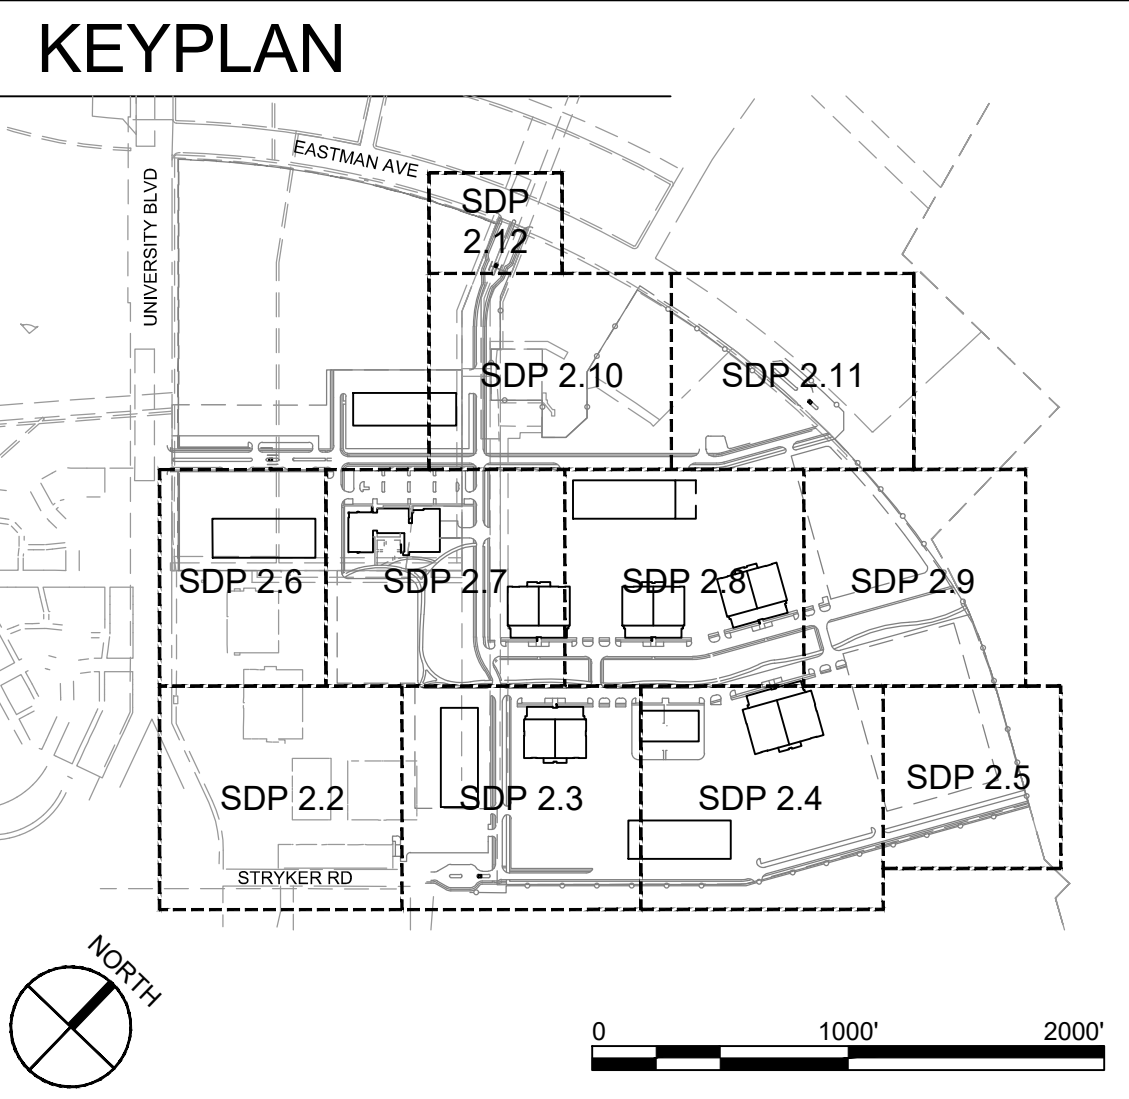 KEYPLAN
EASTMAN AVE
UNIVERSITY BLVD
SDP
2.12
SDP 2.10
SDP 2.11
SDP 2.6
SDP 2.7
SDP 2.8
SDP 2.9
SDP 2.2
SDP 2.3
SDP 2.4
SDP 2.5
STRYKER RD
NORTH
0
1000'
2000'